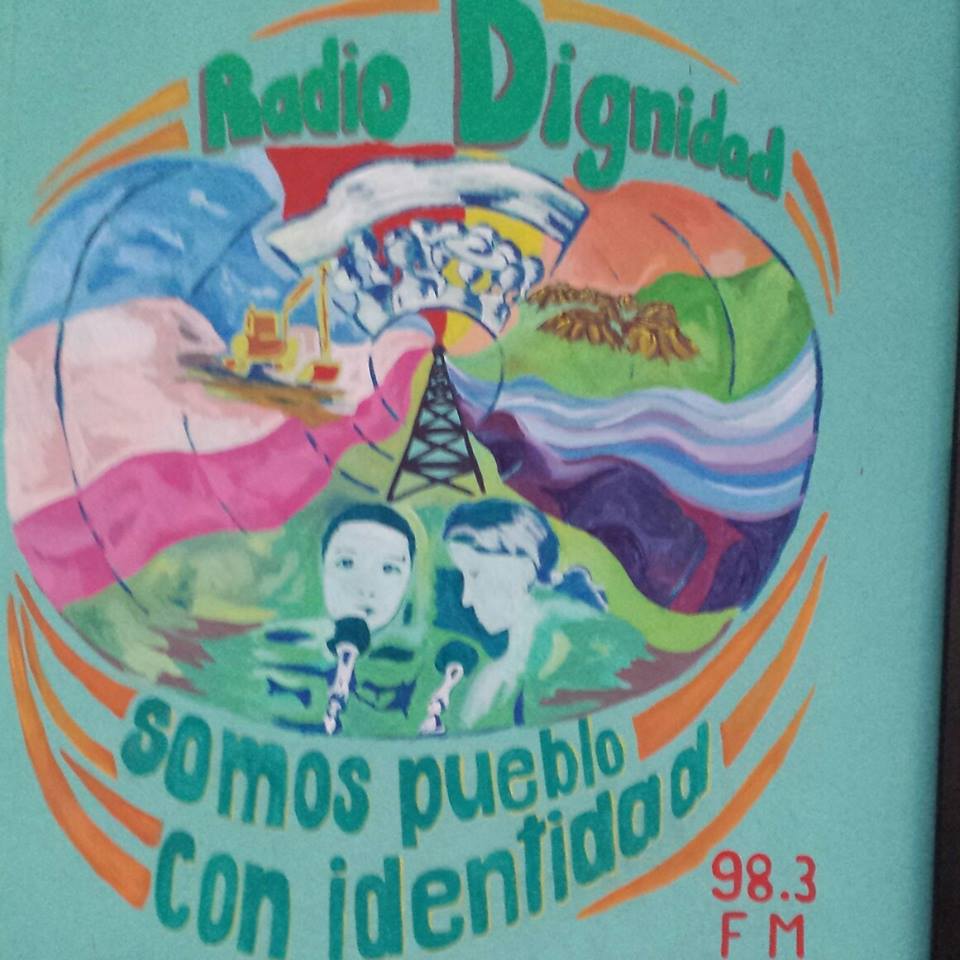 Radio Dignidad
somos pueblo
con identidad
98.3
FM